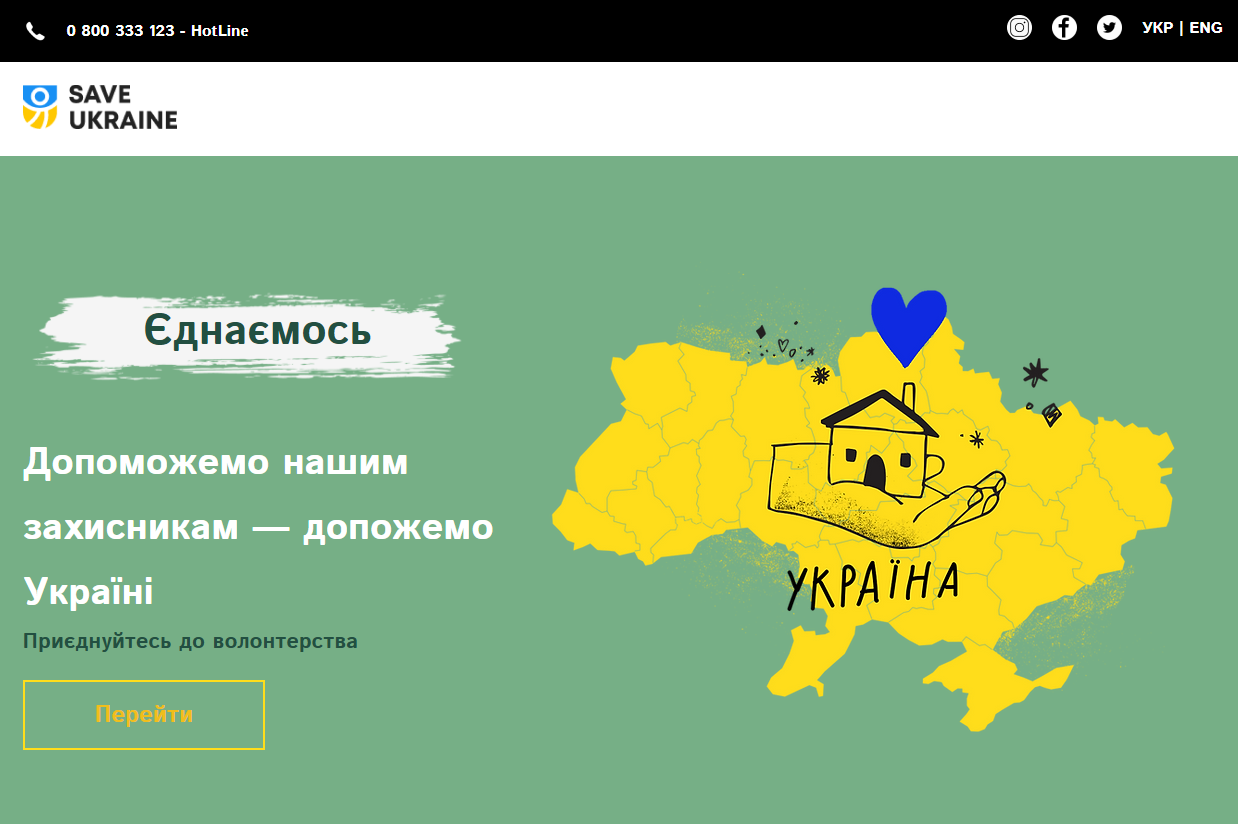 0 800 333 123 - HotLine
УКР | ENG
SAVE
UKRAINE
Єднаємось
Допоможемо нашим
захисникам — допожемо
Україні
Приєднуйтесь до волонтерства
Перейти
УКРАЇНА